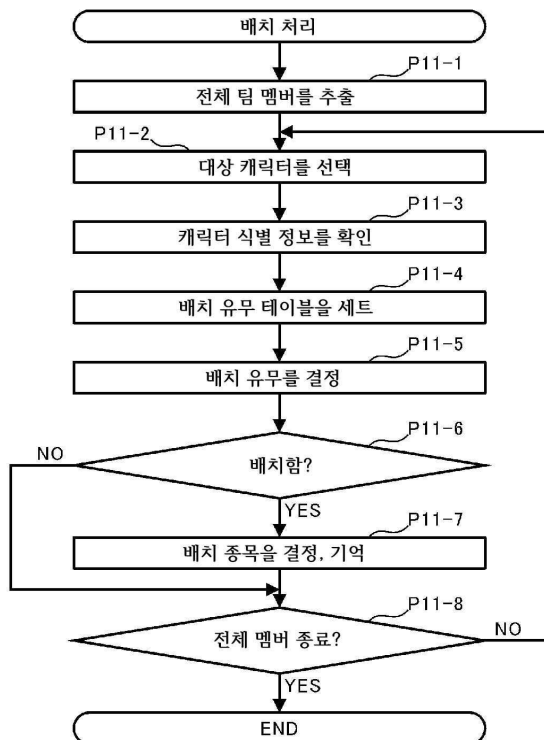 배치 처리
P11-1
전체 팀 멤버를 추출
P11-2
대상 캐릭터를 선택
P11-3
캐릭터 식별 정보를 확인
P11-4
배치 유무 테이블을 세트
P11-5
배치 유무를 결정
P11-6
NO
배치함?
YES
P11-7
배치 종목을 결정, 기억
P11-8
전체 멤버 종료?
NO
YES
END